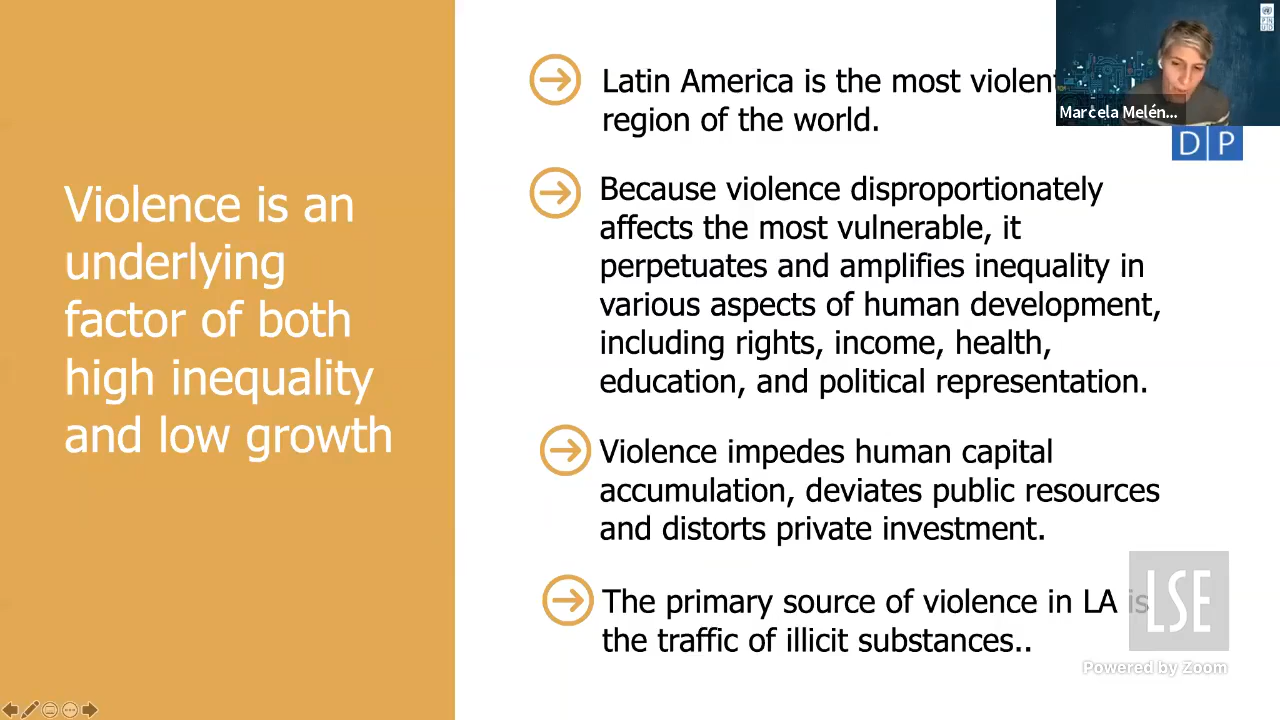 Violence is an
underlying
factor of both
high inequality
and low growth
Latin America is the most violent
region of the world.
Because violence disproportionately
affects the most vulnerable, it
perpetuates and amplifies inequality in
various aspects of human development,
including rights, income, health,
education, and political representation.
Violence impedes human capital
accumulation, deviates public resources
and distorts private investment.
The primary source of violence in LA is
the traffic of illicit substances..
Marcela Melén...
D P
LSE
Powered by Zoom